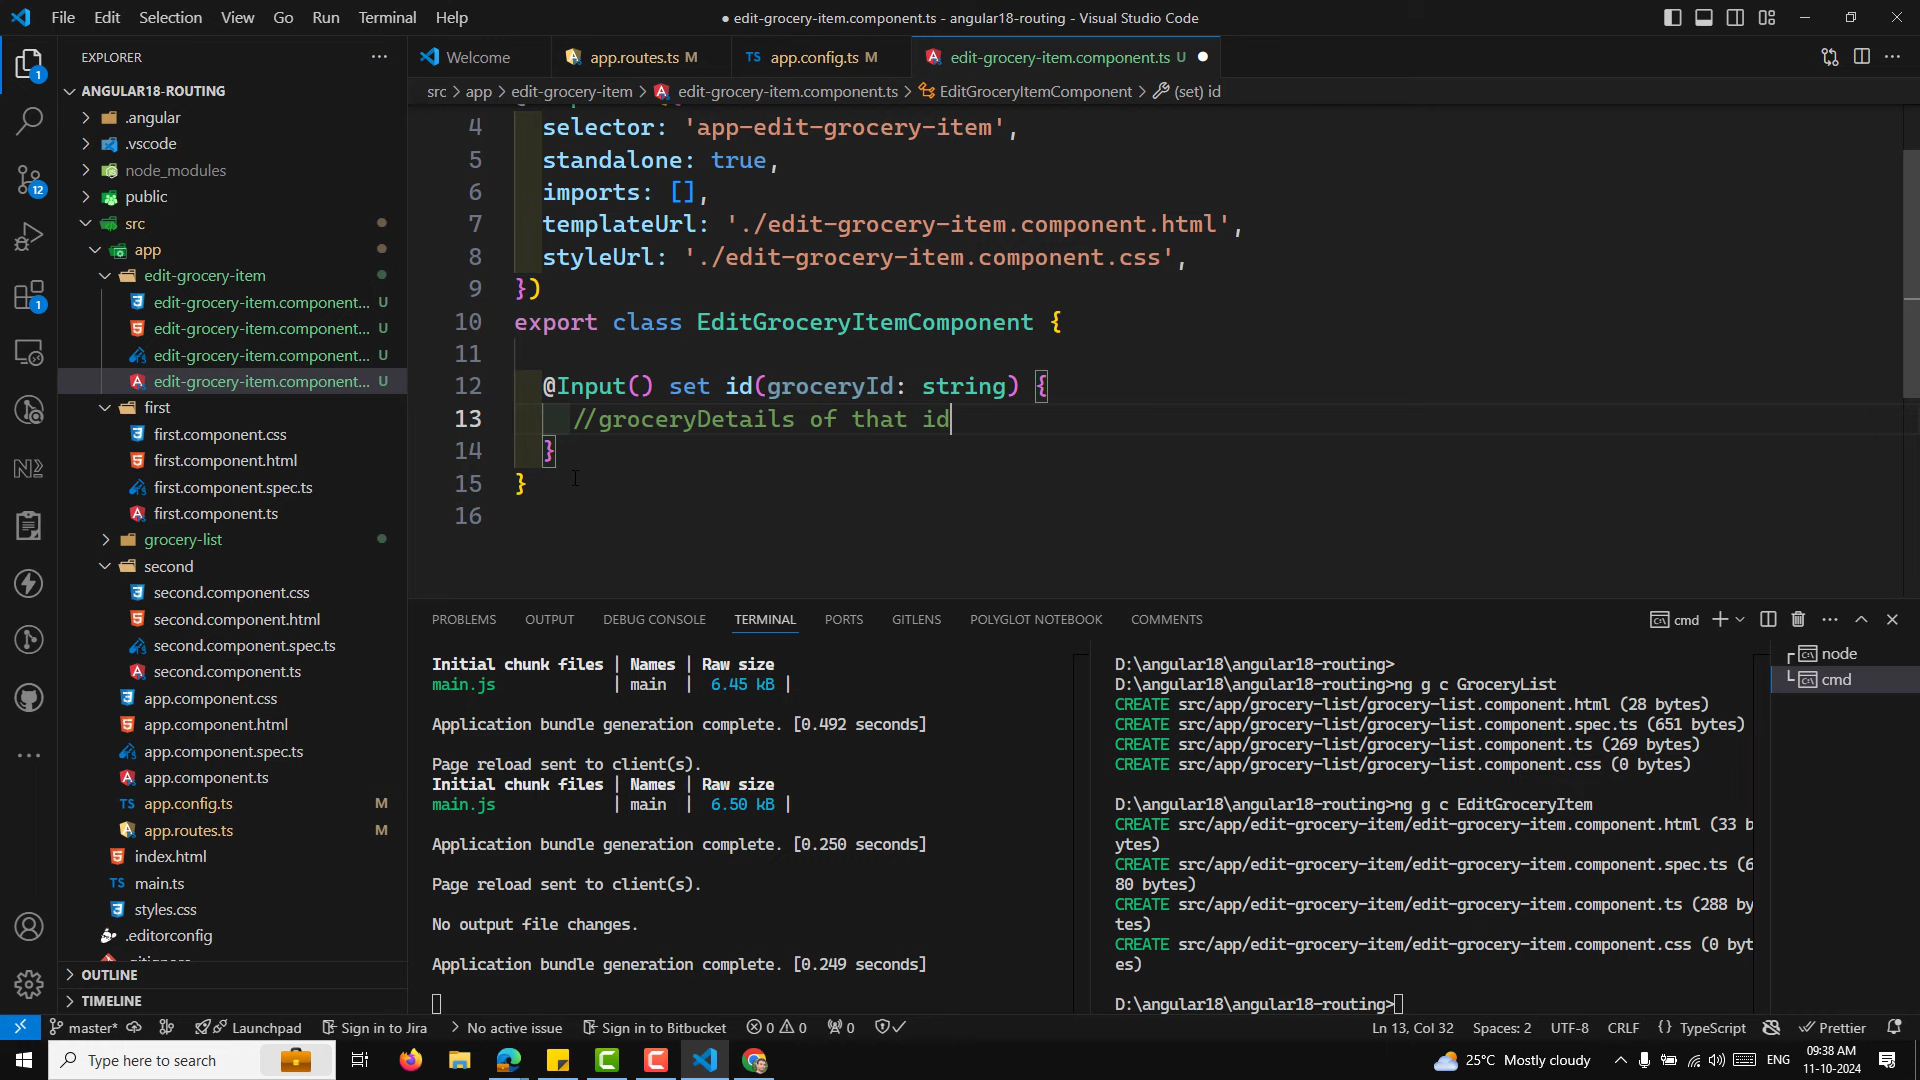 File Edit Selection View Go Run Terminal Help
● edit-grocery-item.component.ts - angular18-routing - Visual Studio Code
EXPLORER
Welcome
app.routes.ts M
TS app.config.ts M
edit-grocery-item.component.ts U
ANGULAR18-ROUTING
src > app > edit-grocery-item > edit-grocery-item.component.ts > EditGroceryItemComponent > (set) id
.angular
.vscode
node_modules
public
src
app
edit-grocery-item
edit-grocery-item.component... U
edit-grocery-item.component... U
edit-grocery-item.component... U
edit-grocery-item.component... U
first
first.component.css
first.component.html
first.component.spec.ts
first.component.ts
grocery-list
second
second.component.css
second.component.html
second.component.spec.ts
second.component.ts
app.component.css
app.component.html
app.component.spec.ts
app.component.ts
TS app.config.ts M
app.routes.ts M
index.html
TS main.ts
styles.css
.editorconfig
OUTLINE
TIMELINE
4 selector: 'app-edit-grocery-item',
5 standalone: true,
6 imports: [],
7 templateUrl: './edit-grocery-item.component.html',
8 styleUrl: './edit-grocery-item.component.css',
9 })
10 export class EditGroceryItemComponent {
11
12 @Input() set id(groceryId: string) {
13 //groceryDetails of that id
14 }
15 }
16
PROBLEMS OUTPUT DEBUG CONSOLE TERMINAL PORTS GITLENS POLYGLOT NOTEBOOK COMMENTS
cmd
Initial chunk files | Names | Raw size
main.js | main | 6.45 kB |
Application bundle generation complete. [0.492 seconds]
Page reload sent to client(s).
Initial chunk files | Names | Raw size
main.js | main | 6.50 kB |
Application bundle generation complete. [0.250 seconds]
Page reload sent to client(s).
No output file changes.
Application bundle generation complete. [0.249 seconds]
D:\angular18\angular18-routing>
D:\angular18\angular18-routing>ng g c GroceryList
CREATE src/app/grocery-list/grocery-list.component.html (28 bytes)
CREATE src/app/grocery-list/grocery-list.component.spec.ts (651 bytes)
CREATE src/app/grocery-list/grocery-list.component.ts (269 bytes)
CREATE src/app/grocery-list/grocery-list.component.css (0 bytes)
D:\angular18\angular18-routing>ng g c EditGroceryItem
CREATE src/app/edit-grocery-item/edit-grocery-item.component.html (33 b
ytes)
CREATE src/app/edit-grocery-item/edit-grocery-item.component.spec.ts (6
80 bytes)
CREATE src/app/edit-grocery-item/edit-grocery-item.component.ts (288 by
tes)
CREATE src/app/edit-grocery-item/edit-grocery-item.component.css (0 byt
es)
D:\angular18\angular18-routing>
node
cmd
master* Launchpad Sign in to Jira No active issue Sign in to Bitbucket 0 0 0
Ln 13, Col 32 Spaces: 2 UTF-8 CRLF {} TypeScript Prettier
Type here to search
25°C Mostly cloudy
ENG
09:38 AM
11-10-2024